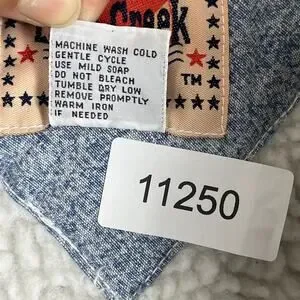 Creek
MACHINE WASH COLD
GENTLE CYCLE
USE MILD SOAP
DO NOT BLEACH
TUMBLE DRY LOW
REMOVE PROMPTLY
WARM IRON
IF NEEDED
TM
11250